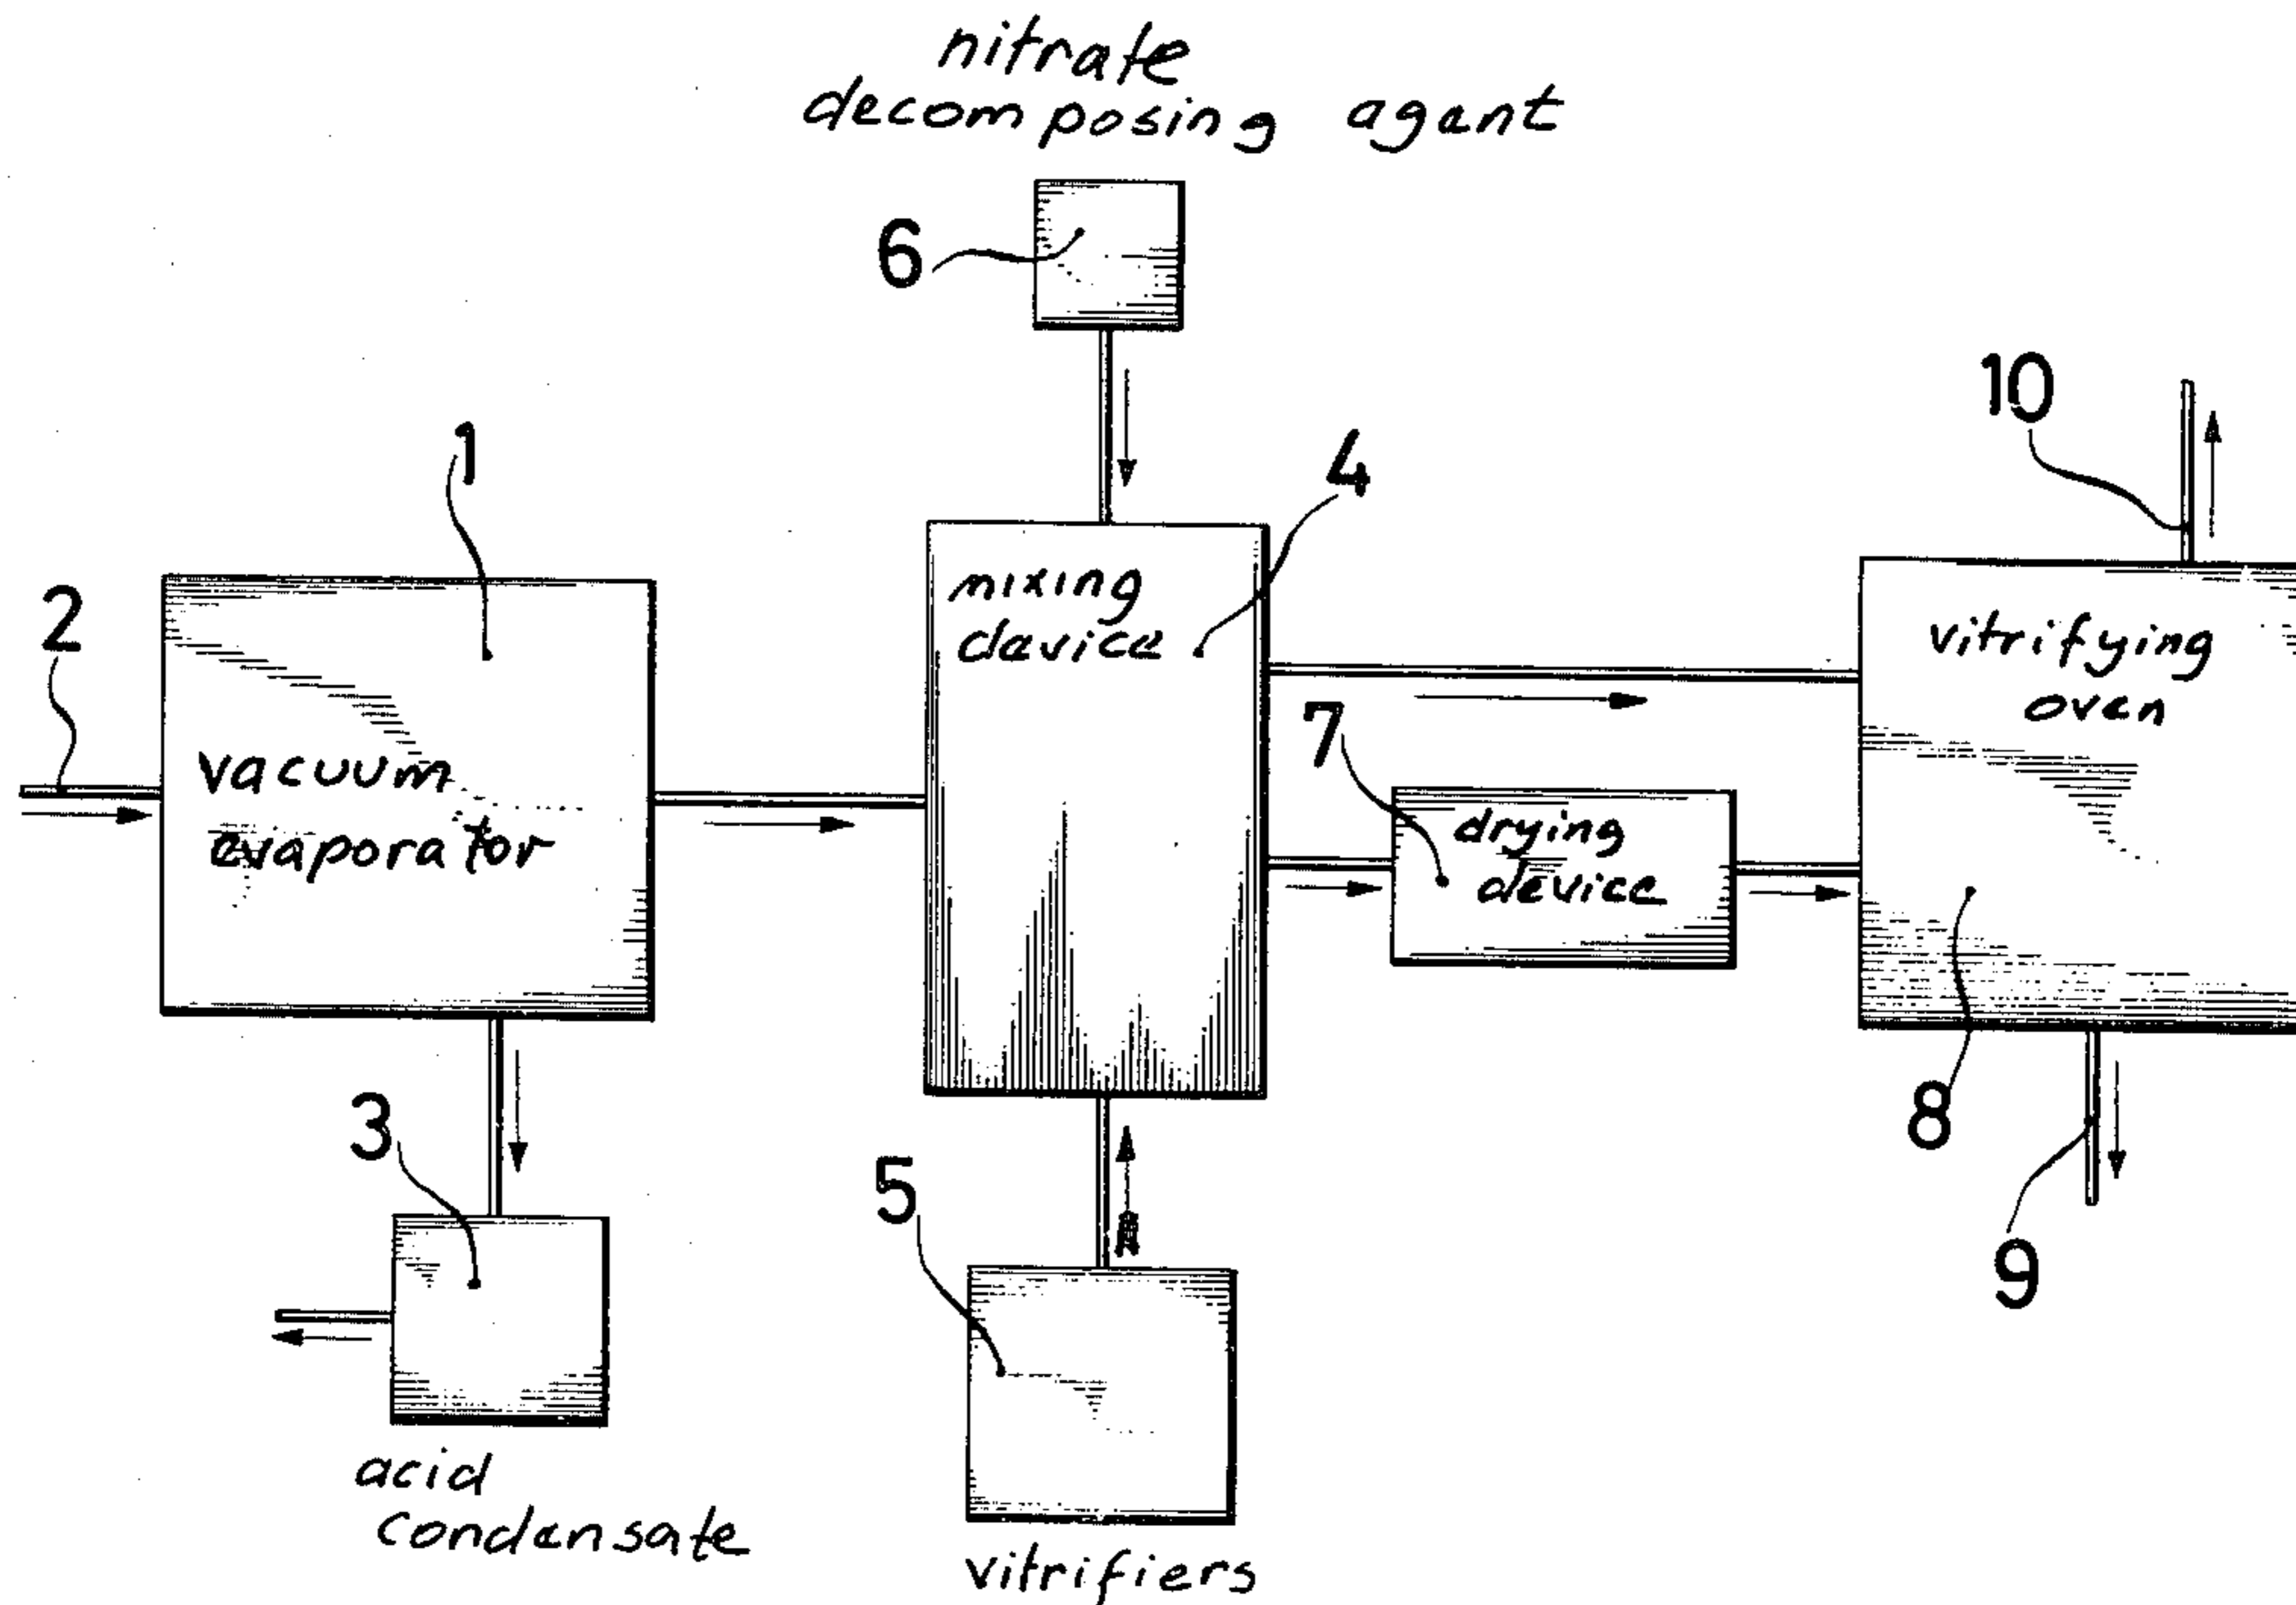 nitrate
decomposing agent
6
10
1
4
mixing
device
2
vitrifying
oven
7
vacuum
evaporator
drying
device
3
8
5
9
acid
condensate
vitrifiers